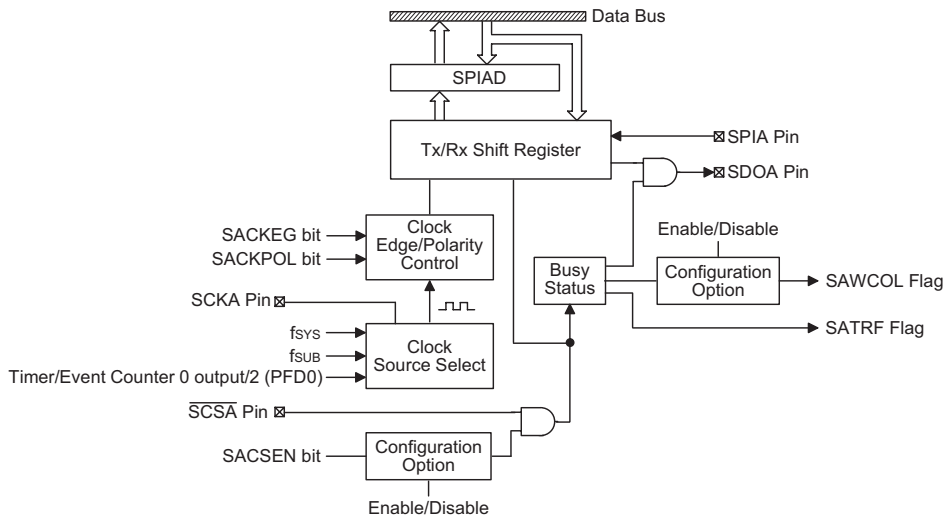 Data Bus
SPIAD
Tx/Rx Shift Register
SPIA Pin
SDOA Pin
SACKEG bit
SACKPOL bit
Clock
Edge/Polarity
Control
Enable/Disable
Busy
Status
Configuration
Option
SAWCOL Flag
SATRF Flag
SCKA Pin
fSYS
fSUB
Timer/Event Counter 0 output/2 (PFD0)
Clock
Source Select
SCSA Pin
SACSEN bit
Configuration
Option
Enable/Disable